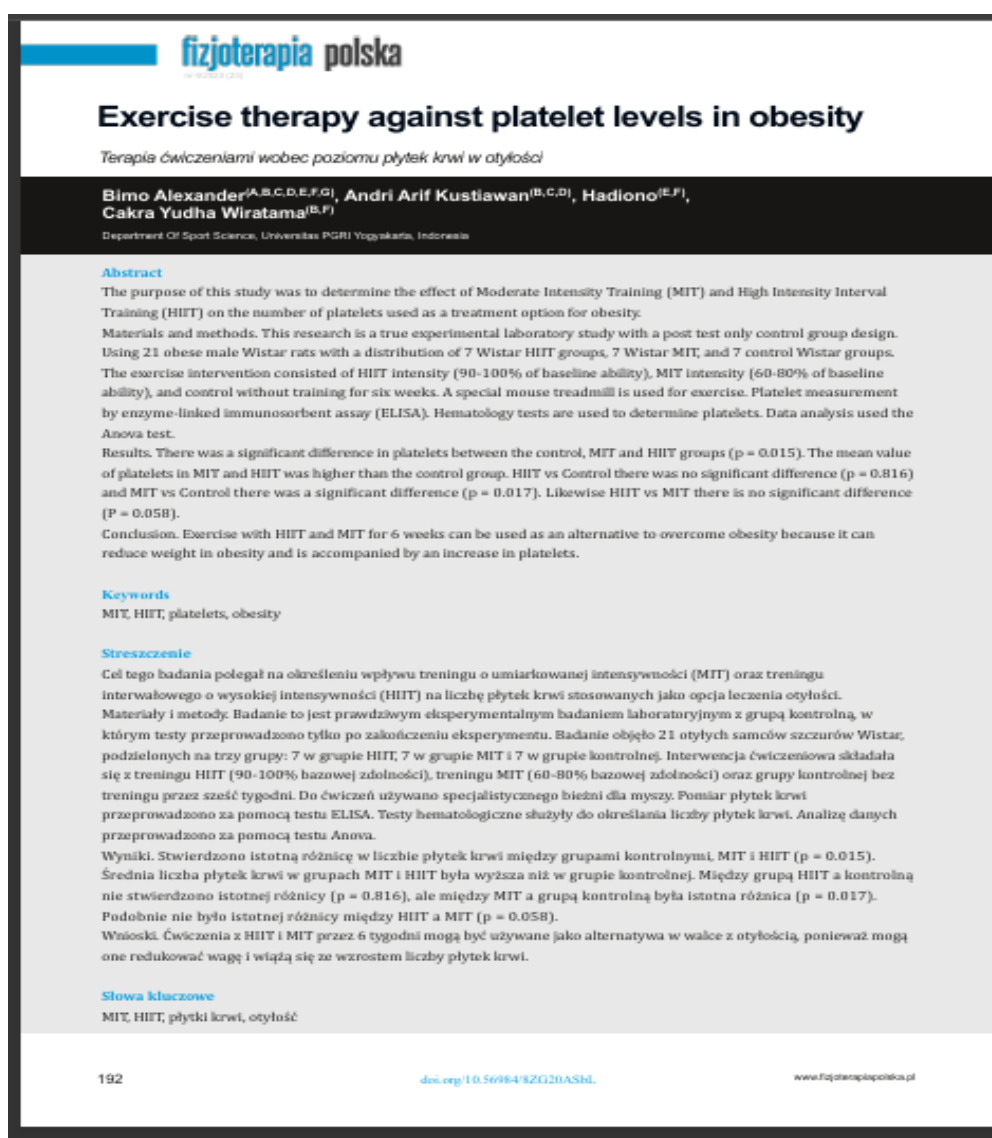 fizjoterapia polska
Exercise therapy against platelet levels in obesity
Terapia ćwiczeniami wobec poziomu płytek krwi w otyłości
Bimo Alexander(A,B,C,D,E,F,G), Andri Arif Kustiawan(B,C,D), Hadiono(E,F),
Cakra Yudha Wiratama(B,F)
Department Of Sport Science, Universitas PGRI Yogyakarta, Indonesia
Abstract
The purpose of this study was to determine the effect of Moderate Intensity Training (MIT) and High Intensity Interval
Training (HIIT) on the number of platelets used as a treatment option for obesity.
Materials and methods. This research is a true experimental laboratory study with a post test only control group design.
Using 21 obese male Wistar rats with a distribution of 7 Wistar HIIT groups, 7 Wistar MIT, and 7 control Wistar groups.
The exercise intervention consisted of HIIT intensity (90-100% of baseline ability), MIT intensity (60-80% of baseline
ability), and control without training for six weeks. A special mouse treadmill is used for exercise. Platelet measurement
by enzyme-linked immunosorbent assay (ELISA). Hematology tests are used to determine platelets. Data analysis used the
Anova test.
Results. There was a significant difference in platelets between the control, MIT and HIIT groups (p = 0.015). The mean value
of platelets in MIT and HIIT was higher than the control group. HIIT vs Control there was no significant difference (p = 0.816)
and MIT vs Control there was a significant difference (p = 0.017). Likewise HIIT vs MIT there is no significant difference
(P = 0.058).
Conclusion. Exercise with HIIT and MIT for 6 weeks can be used as an alternative to overcome obesity because it can
reduce weight in obesity and is accompanied by an increase in platelets.
Keywords
MIT, HIIT, platelets, obesity
Streszczenie
Cel tego badania polegał na określeniu wpływu treningu o umiarkowanej intensywności (MIT) oraz treningu
interwałowego o wysokiej intensywności (HIIT) na liczbę płytek krwi stosowanych jako opcja leczenia otyłości.
Materiały i metody. Badanie to jest prawdziwym eksperymentalnym badaniem laboratoryjnym z grupą kontrolną, w
którym testy przeprowadzono tylko po zakończeniu eksperymentu. Badanie objęło 21 otyłych samców szczurów Wistar,
podzielonych na trzy grupy: 7 w grupie HIIT, 7 w grupie MIT i 7 w grupie kontrolnej. Interwencja ćwiczeniowa składała
się z treningu HIIT (90-100% bazowej zdolności), treningu MIT (60-80% bazowej zdolności) oraz grupy kontrolnej bez
treningu przez sześć tygodni. Do ćwiczeń używano specjalistycznego bieżni dla myszy. Pomiar płytek krwi
przeprowadzono za pomocą testu ELISA. Testy hematologiczne służyły do określania liczby płytek krwi. Analizę danych
przeprowadzono za pomocą testu Anova.
Wyniki. Stwierdzono istotną różnicę w liczbie płytek krwi między grupami kontrolnymi, MIT i HIIT (p = 0.015).
Średnia liczba płytek krwi w grupach MIT i HIIT była wyższa niż w grupie kontrolnej. Między grupą HIIT a kontrolną
nie stwierdzono istotnej różnicy (p = 0.816), ale między MIT a grupą kontrolną była istotna różnica (p = 0.017).
Podobnie nie było istotnej różnicy między HIIT a MIT (p = 0.058).
Wnioski. Ćwiczenia z HIIT i MIT przez 6 tygodni mogą być używane jako alternatywa w walce z otyłością, ponieważ mogą
one redukować wagę i wiążą się ze wzrostem liczby płytek krwi.
Słowa kluczowe
MIT, HIIT, płytki krwi, otyłość
192
doi.org/10.56984/8ZG20ASbL
www.fizjoterapiapolska.pl